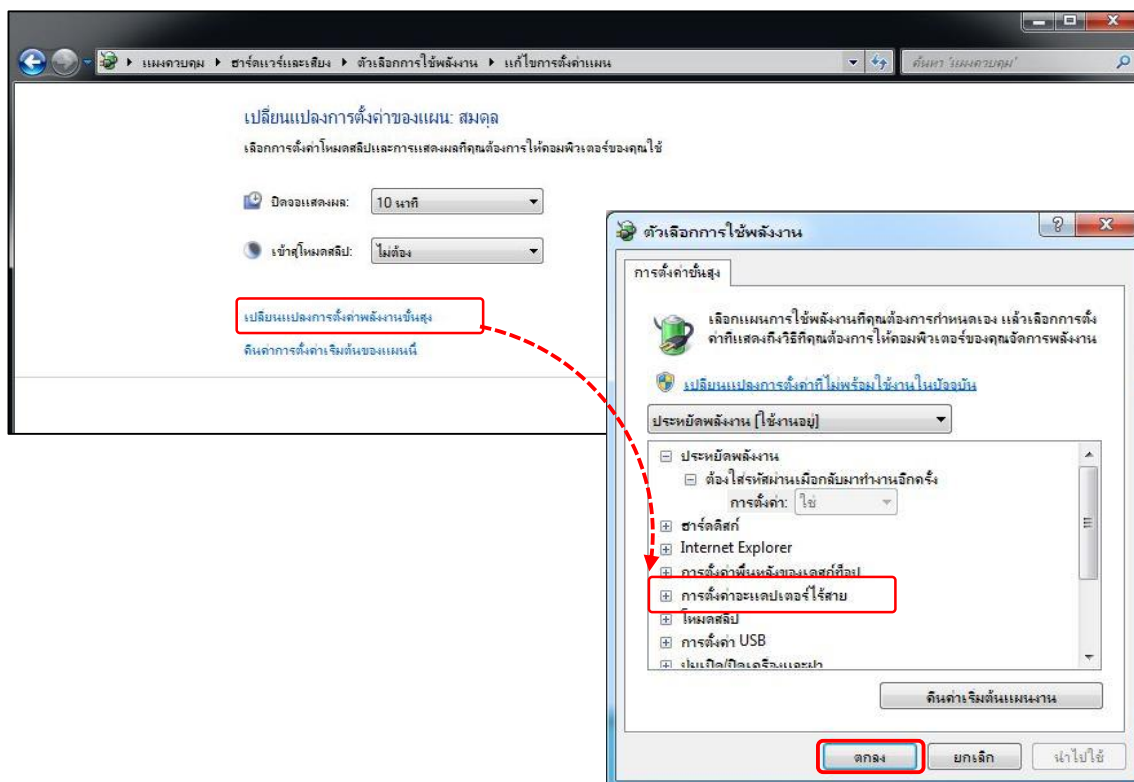 แผงควบคุม ▸ ฮาร์ดแวร์และเสียง ▸ ตัวเลือกการใช้พลังงาน ▸ แก้ไขการตั้งค่าแผน
ค้นหา 'แผงควบคุม'
เปลี่ยนแปลงการตั้งค่าของแผน: สมดุล
เลือกการตั้งค่าโหมดสลีปและการแสดงผลที่คุณต้องการให้คอมพิวเตอร์ของคุณใช้
ปิดจอแสดงผล: 10 นาที
เข้าสู่โหมดสลีป: ไม่ต้อง
เปลี่ยนแปลงการตั้งค่าพลังงานขั้นสูง
คืนค่าการตั้งค่าเริ่มต้นของแผนนี้
ตัวเลือกการใช้พลังงาน
การตั้งค่าขั้นสูง
เลือกแผนการใช้พลังงานที่คุณต้องการกำหนดเอง แล้วเลือกการตั้ง
ค่าที่แสดงถึงวิธีที่คุณต้องการให้คอมพิวเตอร์ของคุณจัดการพลังงาน
เปลี่ยนแปลงการตั้งค่าที่ไม่พร้อมใช้งานในปัจจุบัน
ประหยัดพลังงาน [ใช้งานอยู่]
ประหยัดพลังงาน
ต้องใส่รหัสผ่านเมื่อกลับมาทำงานอีกครั้ง
การตั้งค่า: ใช่
ฮาร์ดดิสก์
Internet Explorer
การตั้งค่าพื้นหลังของเดสก์ท็อป
การตั้งค่าอะแดปเตอร์ไร้สาย
โหมดสลีป
การตั้งค่า USB
ปุ่มเปิด/ปิดเครื่องและฝา
คืนค่าเริ่มต้นแผนงาน
ตกลง
ยกเลิก
นำไปใช้